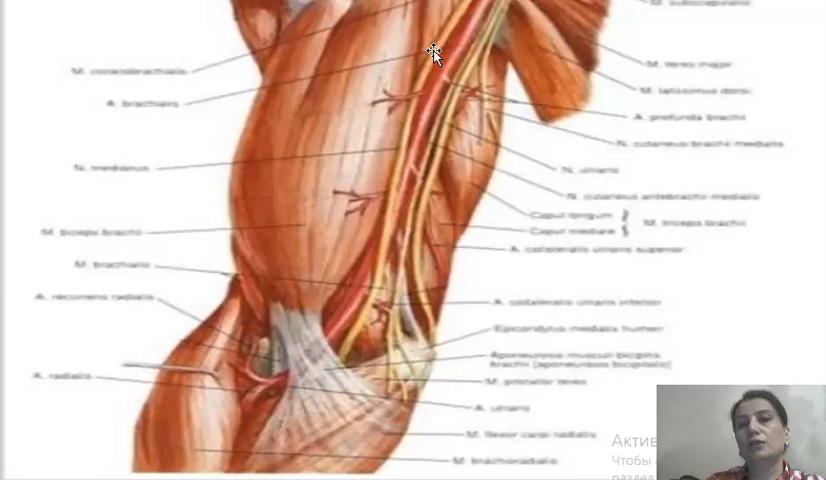 M. subscapularis
M. coracobrachialis
A. brachialis
N. medianus
M. biceps brachii
M. brachialis
A. recurrens radialis
A. radialis
M. teres major
M. latissimus dorsi
A. profunda brachii
N. cutaneus brachii medialis
N. ulnaris
N. cutaneus antebrachii medialis
Caput longum
Caput mediale
M. triceps brachii
A. collateralis ulnaris superior
A. collateralis ulnaris inferior
Epicondylus medialis humeri
Aponeurosis musculi bicipitis
brachii (aponeurosis bicipitalis)
M. pronator teres
A. ulnaris
M. flexor carpi radialis
M. brachioradialis
Чтобы